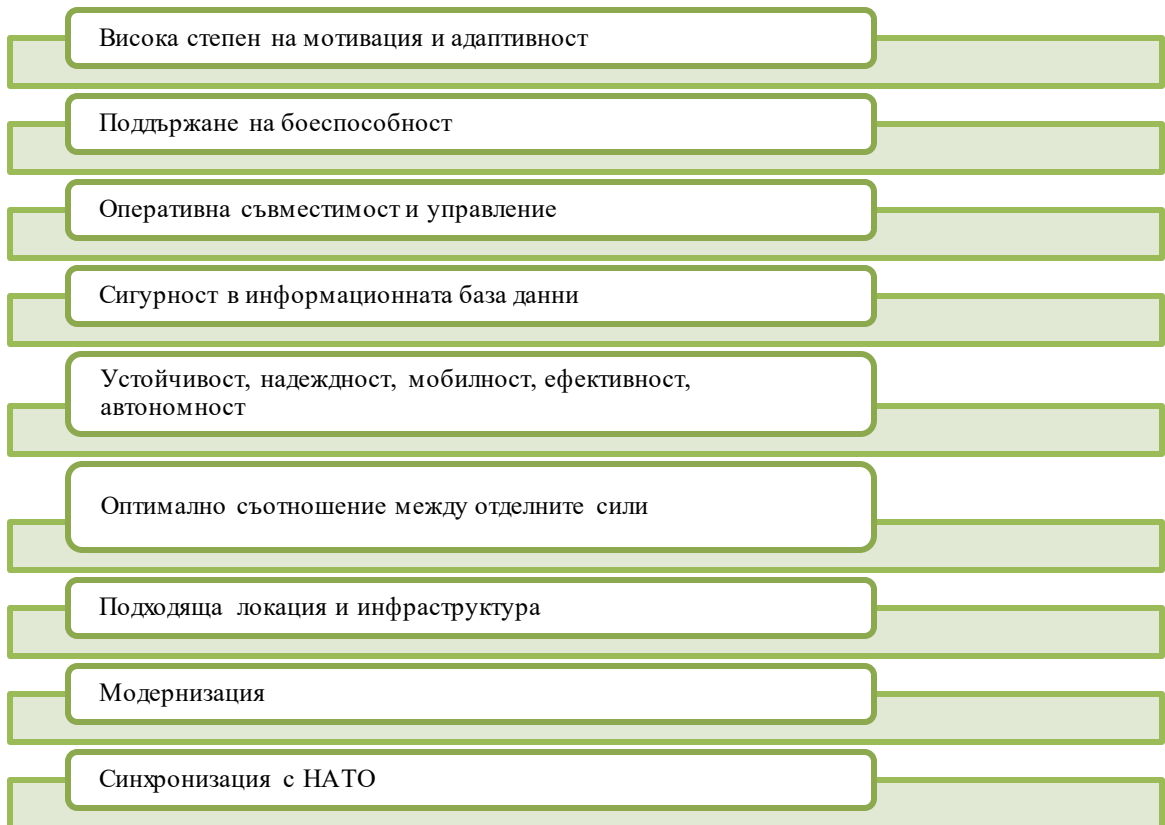 Висока степен на мотивация и адаптивност
Поддържане на боеспособност
Оперативна съвместимост и управление
Сигурност в информационната база данни
Устойчивост, надеждност, мобилност, ефективност,
автономност
Оптимално съотношение между отделните сили
Подходяща локация и инфраструктура
Модернизация
Синхронизация с НАТО